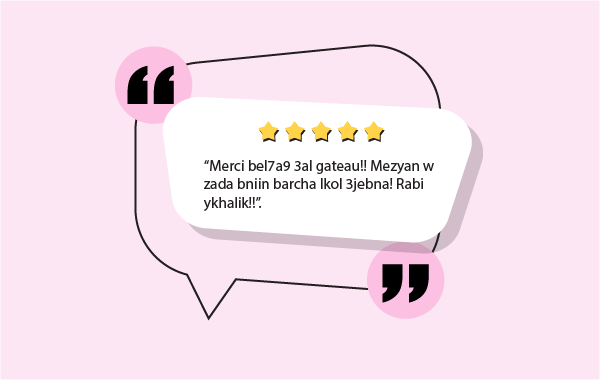 “Merci bel7a9 3al gateau!! Mezyan w
zada bniin barcha lkol 3jebna! Rabi
ykhalik!!”.